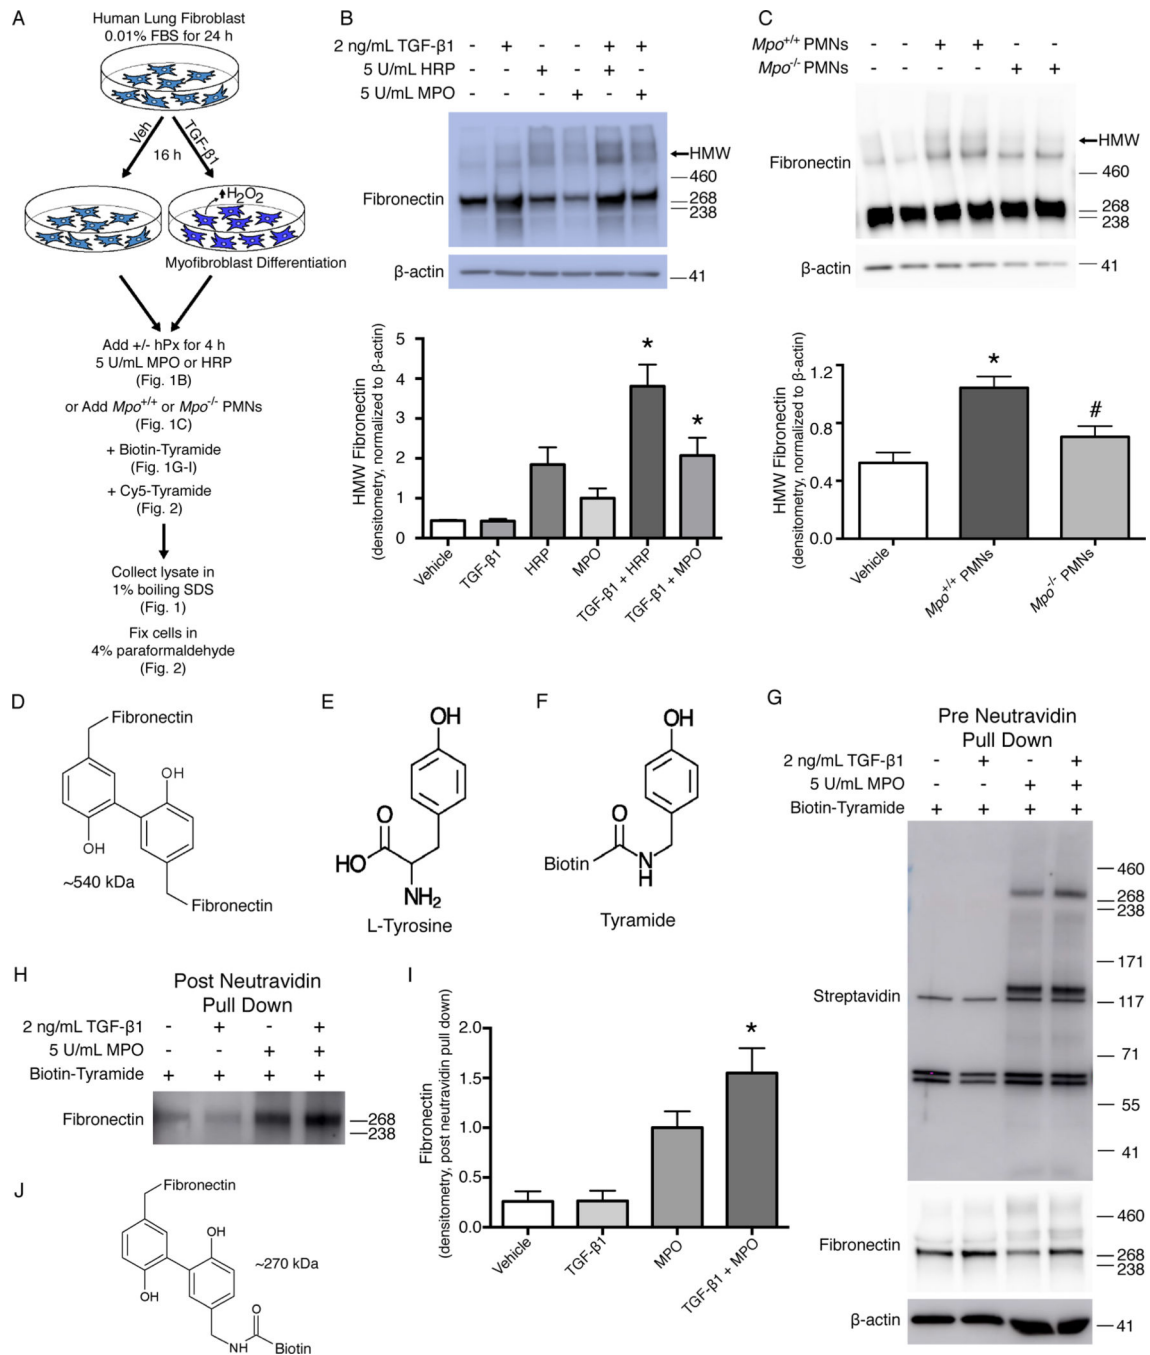 A
Human Lung Fibroblast
0.01% FBS for 24 h
Veh
TGF-β1
16 h
H2O2
Myofibroblast Differentiation
Add +/- hPx for 4 h
5 U/mL MPO or HRP
(Fig. 1B)
or Add Mpo+/+ or Mpo-/- PMNs
(Fig. 1C)
+ Biotin-Tyramide
(Fig. 1G-I)
+ Cy5-Tyramide
(Fig. 2)
Collect lysate in
1% boiling SDS
(Fig. 1)
Fix cells in
4% paraformaldehyde
(Fig. 2)
B
2 ng/mL TGF-β1 - + - - + +
5 U/mL HRP - - + - + -
5 U/mL MPO - - - + - +
HMW
460
Fibronectin 268
238
β-actin
41
HMW Fibronectin
(densitometry, normalized to β-actin)
5
4
3
2
1
0
*
*
Vehicle
TGF-β1
HRP
MPO
TGF-β1 + HRP
TGF-β1 + MPO
C
Mpo+/+ PMNs - - + + - -
Mpo-/- PMNs - - - - + +
HMW
Fibronectin
460
268
238
β-actin 41
HMW Fibronectin
(densitometry, normalized to β-actin)
1.2
0.8
0.4
0.0
*
#
Vehicle
Mpo+/+ PMNs
Mpo-/- PMNs
D
Fibronectin
OH
OH
~540 kDa
Fibronectin
E
OH
O
HO
NH2
L-Tyrosine
F
OH
O
Biotin
N
H
Tyramide
G
Pre Neutravidin
Pull Down
2 ng/mL TGF-β1 - + - +
5 U/mL MPO - - + +
Biotin-Tyramide + + + +
460
268
238
171
Streptavidin 117
71
55
41
460
Fibronectin
268
238
β-actin
41
H
Post Neutravidin
Pull Down
2 ng/mL TGF-β1 - + - +
5 U/mL MPO - - + +
Biotin-Tyramide + + + +
Fibronectin 268
238
I
Fibronectin
(densitometry, post neutravidin pull down)
2.0
1.5
1.0
0.5
0.0
*
Vehicle
TGF-β1
MPO
TGF-β1 + MPO
J
Fibronectin
OH
~270 kDa
OH
O
NH
Biotin